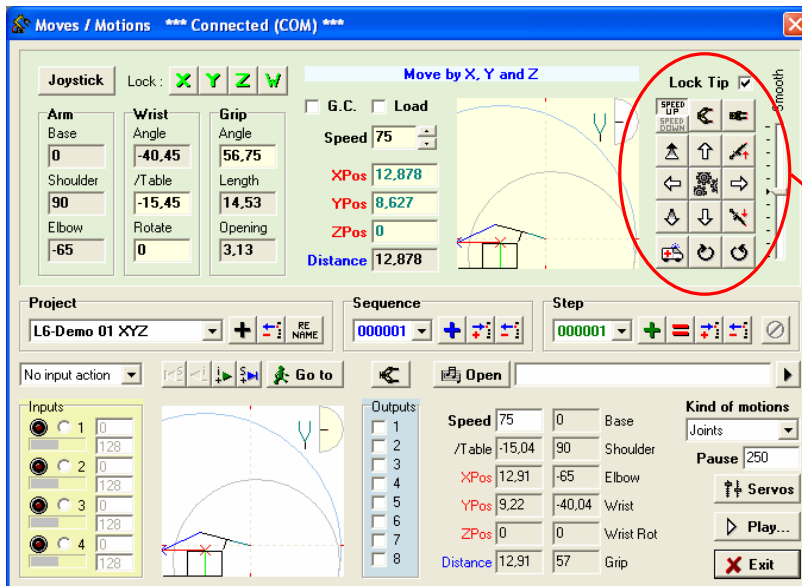 Moves / Motions *** Connected (COM) ***
Joystick Lock : X Y Z W
Move by X, Y and Z
Lock Tip
Smooth
Arm Wrist Grip
Base Angle Angle
0 -40,45 56,75
Shoulder /Table Length
90 -15,45 14,53
Elbow Rotate Opening
-65 0 3,13
G.C. Load
Speed 75
XPos 12,878
YPos 8,627
ZPos 0
Distance 12,878
SPEED UP
SPEED DOWN
Project Sequence Step
L6-Demo 01 XYZ RE NAME 000001 000001
No input action Go to Open
Inputs
1 0
128
2 0
128
3 0
128
4 0
128
Outputs
1
2
3
4
5
6
7
8
Speed 75 0 Base
/Table -15,04 90 Shoulder
XPos 12,91 -65 Elbow
YPos 9,22 -40,04 Wrist
ZPos 0 0 Wrist Rot
Distance 12,91 57 Grip
Kind of motions
Joints
Pause 250
Servos
Play...
Exit